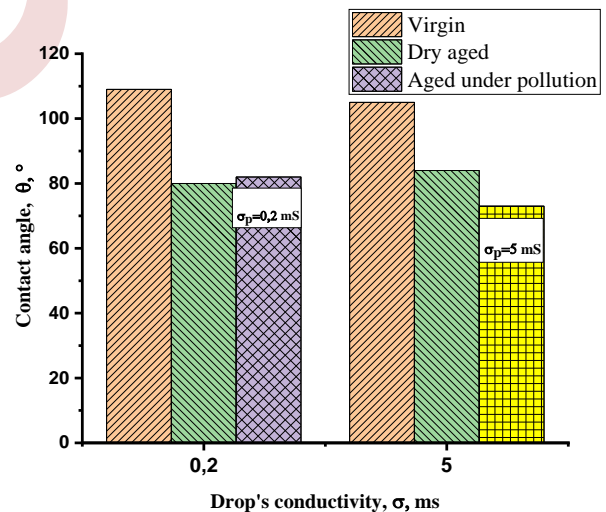 Virgin
Dry aged
Aged under pollution
120
100
80
60
40
20
0
Contact angle, θ, °
σp=0,2 mS
σp=5 mS
0,2
5
Drop's conductivity, σ, ms